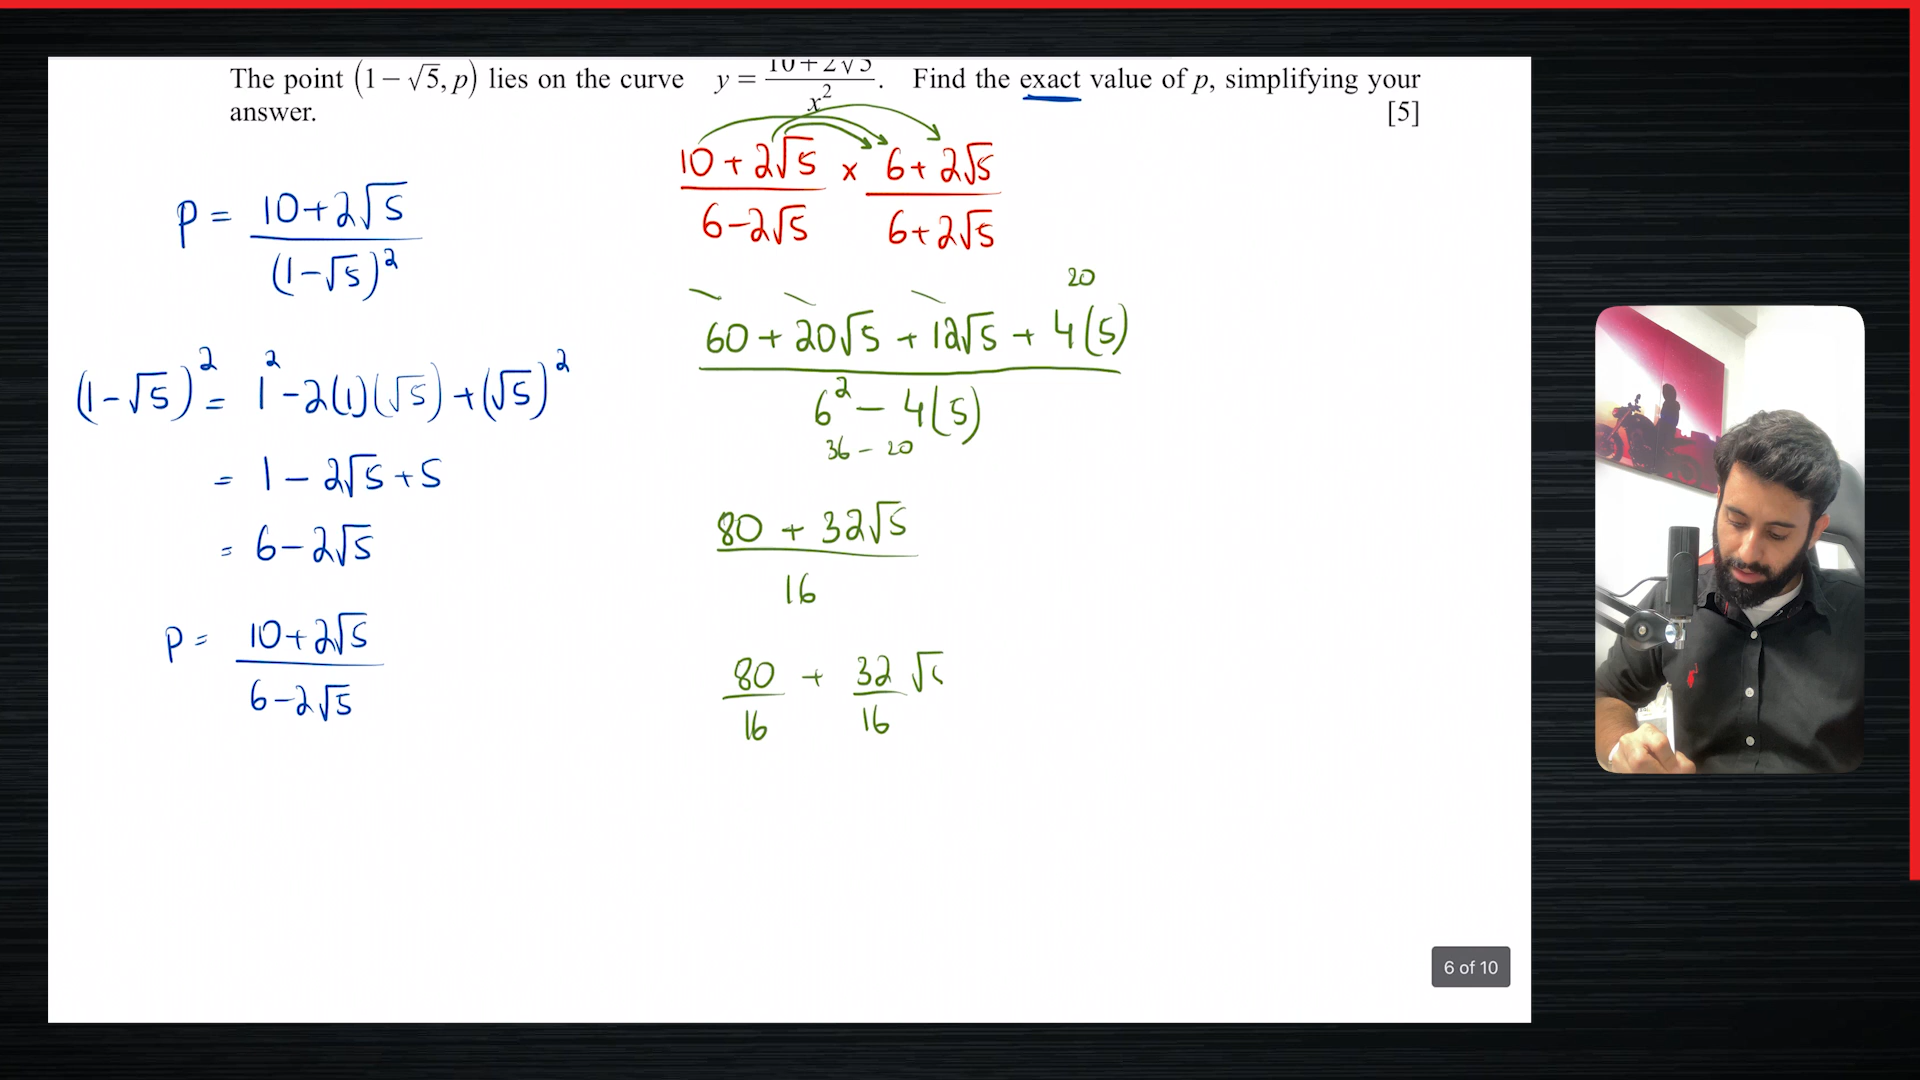 The point (1 − √5, p) lies on the curve y = (10 + 2√5)/x². Find the exact value of p, simplifying your
answer. [5]
p = (10+2√5)/(1−√5)²
(1−√5)² = 1² − 2(1)(√5) + (√5)²
= 1 − 2√5 + 5
= 6 − 2√5
p = (10+2√5)/(6−2√5)
(10 + 2√5)/(6−2√5) × (6+2√5)/(6+2√5)
20
(60 + 20√5 + 12√5 + 4(5))/(6² − 4(5))
36 − 20
(80 + 32√5)/16
80/16 + 32/16 √
6 of 10